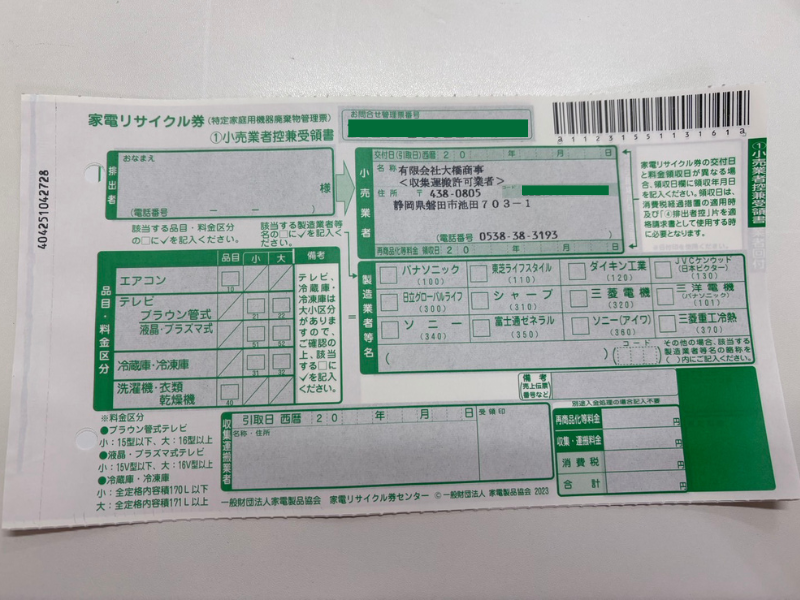 家電リサイクル券(特定家庭用機器廃棄物管理票)
①小売業者控兼受領書
お問合せ管理票番号
a11231551131361a
404251042728
排出者
おなまえ
様
(電話番号 － － )
小売業者
交付日(引取日)西暦 20 年 月 日
名称 有限会社大橋商事
<収集運搬許可業者>
住所 〒 438-0805
静岡県磐田市池田703-1
(電話番号) 0538-38-3193
再商品化等料金 領収日 20 年 月 日
家電リサイクル券の交付日
と料金領収日が異なる場
合、領収日欄に領収年月日
を記入ください。領収書は、
消費税経過措置の適用時
及び「④排出者控」片を適
格請求書として使用する時
に必要となります。
①小売業者控兼受領書
該当する品目・料金区分
の□に✓を記入ください。
該当する製造業者等
名の□に✓を記入く
ださい。
品目・料金区分
品目 小 大 備考
エアコン 10
テレビ
ブラウン管式 21 22
液晶・プラズマ式 51 52
冷蔵庫・冷凍庫 31 32
洗濯機・衣類
乾燥機 40
テレビ、
冷蔵庫・
冷凍庫は
大小区分
がありま
すので、
ご確認の
上、該当
する□に
✓を記入
ください。
=
製造業者等名
パナソニック (100)
東芝ライフスタイル (110)
ダイキン工業 (120)
JVCケンウッド (日本ビクター) (130)
日立グローバルライフ (300)
シャープ (310)
三菱電機 (320)
三洋電機 (パナソニック) (101)
ソニー (340)
富士通ゼネラル (350)
ソニー(アイワ) (360)
三菱重工冷熱 (370)
( )
コード
その他の場合、該当する
製造業者等名の略称を
( )内にご記入ください。
備考
売上伝票
番号など
※料金区分
●ブラウン管式テレビ
小:15型以下、大:16型以上
●液晶・プラズマ式テレビ
小:15V型以下、大:16V型以上
●冷蔵庫・冷凍庫
小:全定格内容積170L以下
大:全定格内容積171L以上
収集運搬業者
引取日 西暦 20 年 月 日
名称・住所
受領印
別途入金処理の場合記入不要
再商品化等料金 円
収集・運搬料金 円
消費税 円
合計 円
一般財団法人家電製品協会 家電リサイクル券センター ©一般財団法人 家電製品協会 2023